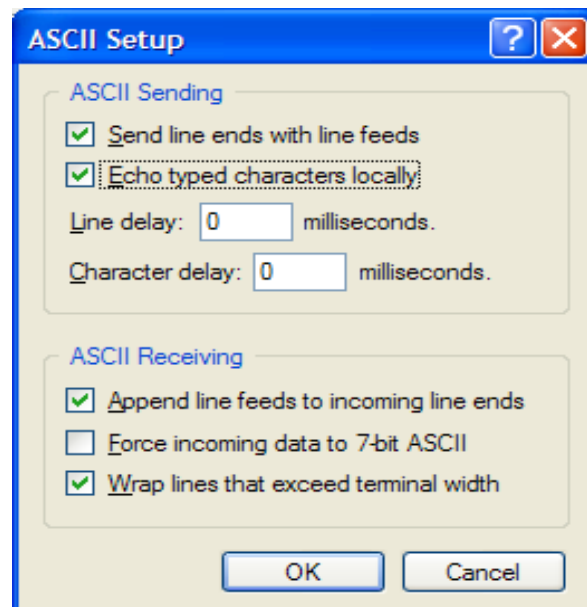 ASCII Setup
ASCII Sending
Send line ends with line feeds
Echo typed characters locally
Line delay: 0 milliseconds.
Character delay: 0 milliseconds.
ASCII Receiving
Append line feeds to incoming line ends
Force incoming data to 7-bit ASCII
Wrap lines that exceed terminal width
OK Cancel